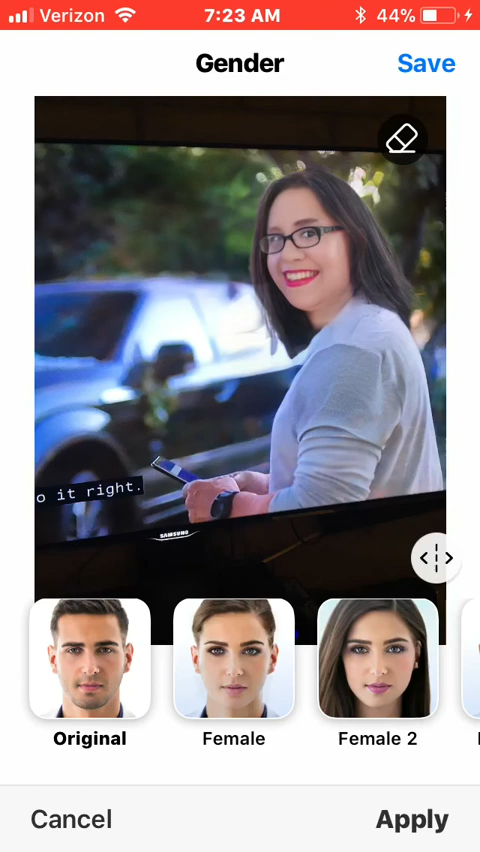 Verizon 7:23 AM 44%
Gender Save
o it right.
SAMSUNG
Original Female Female 2
Cancel Apply